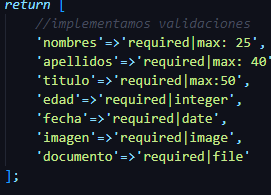 return [
//implementamos validaciones
'nombres'=>'required|max: 25',
'apellidos'=>'required|max: 40'
'titulo'=>'required|max:50',
'edad'=>'required|integer',
'fecha'=>'required|date',
'imagen'=>'required|image',
'documento'=>'required|file'
];